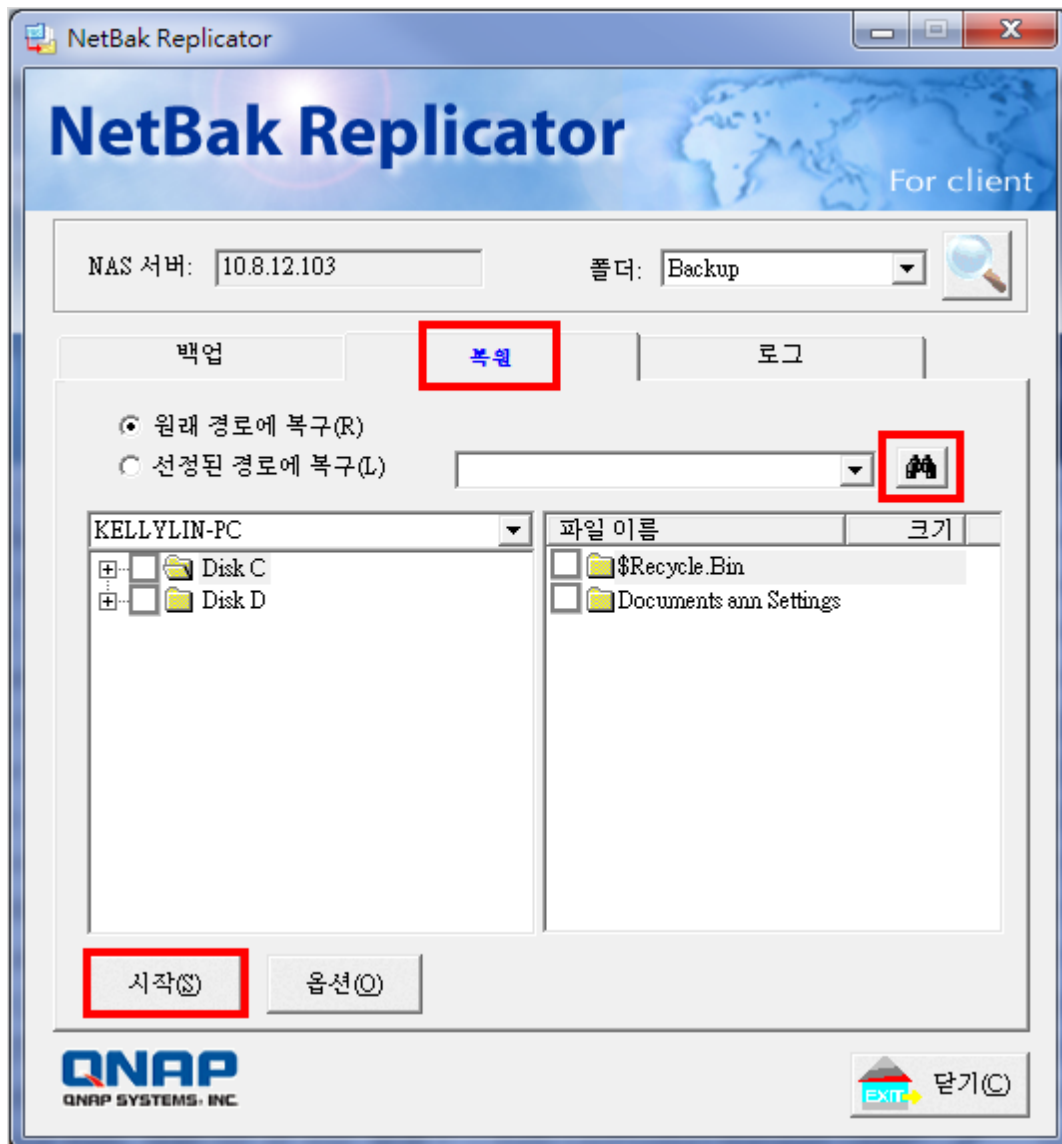 NetBak Replicator
NetBak Replicator
For client
NAS 서버: 10.8.12.103 폴더: Backup
백업 복원 로그
원래 경로에 복구(R)
선정된 경로에 복구(L)
KELLYLIN-PC 파일 이름 크기
Disk C $Recycle.Bin
Disk D Documents ann Settings
시작(S) 옵션(O)
QNAP
QNAP SYSTEMS, INC.
EXIT 닫기(C)